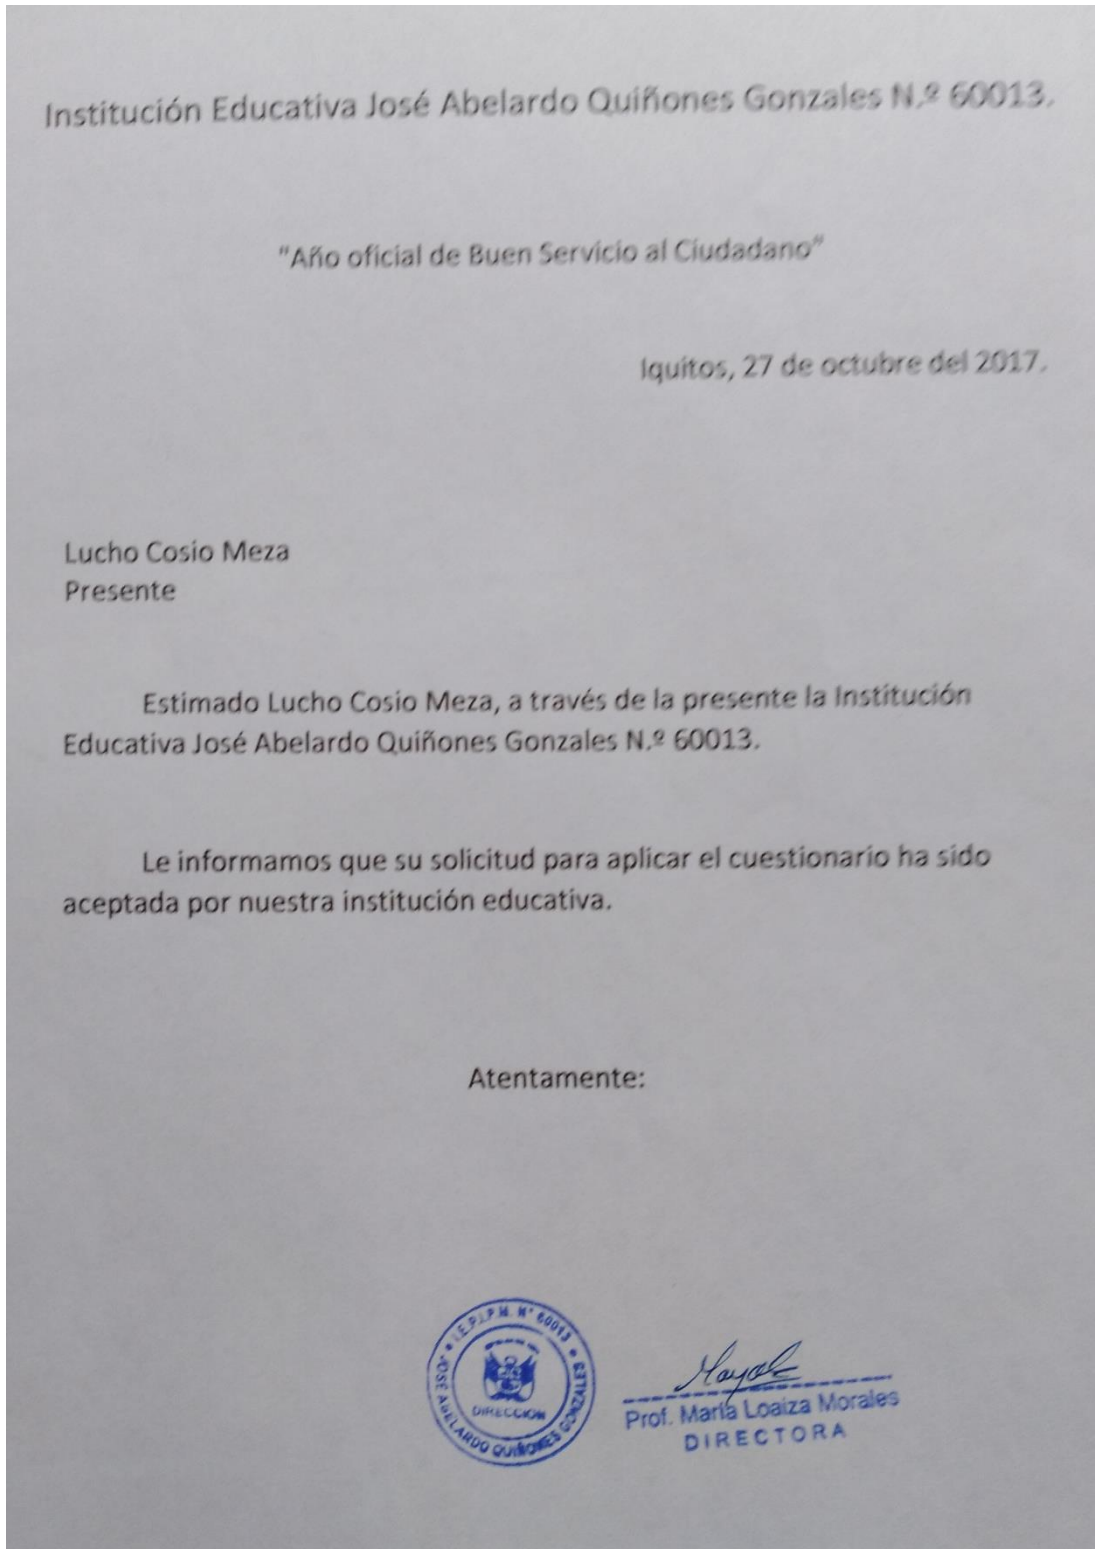 Institución Educativa José Abelardo Quiñones Gonzales N.º 60013.
"Año oficial de Buen Servicio al Ciudadano"
Iquitos, 27 de octubre del 2017.
Lucho Cosio Meza
Presente
Estimado Lucho Cosio Meza, a través de la presente la Institución
Educativa José Abelardo Quiñones Gonzales N.º 60013.
Le informamos que su solicitud para aplicar el cuestionario ha sido
aceptada por nuestra institución educativa.
Atentamente:
I.E.P.I.P.M. N° 60013
JOSE ABELARDO QUIÑONES GONZALES
DIRECCION
Prof. María Loaiza Morales
DIRECTORA